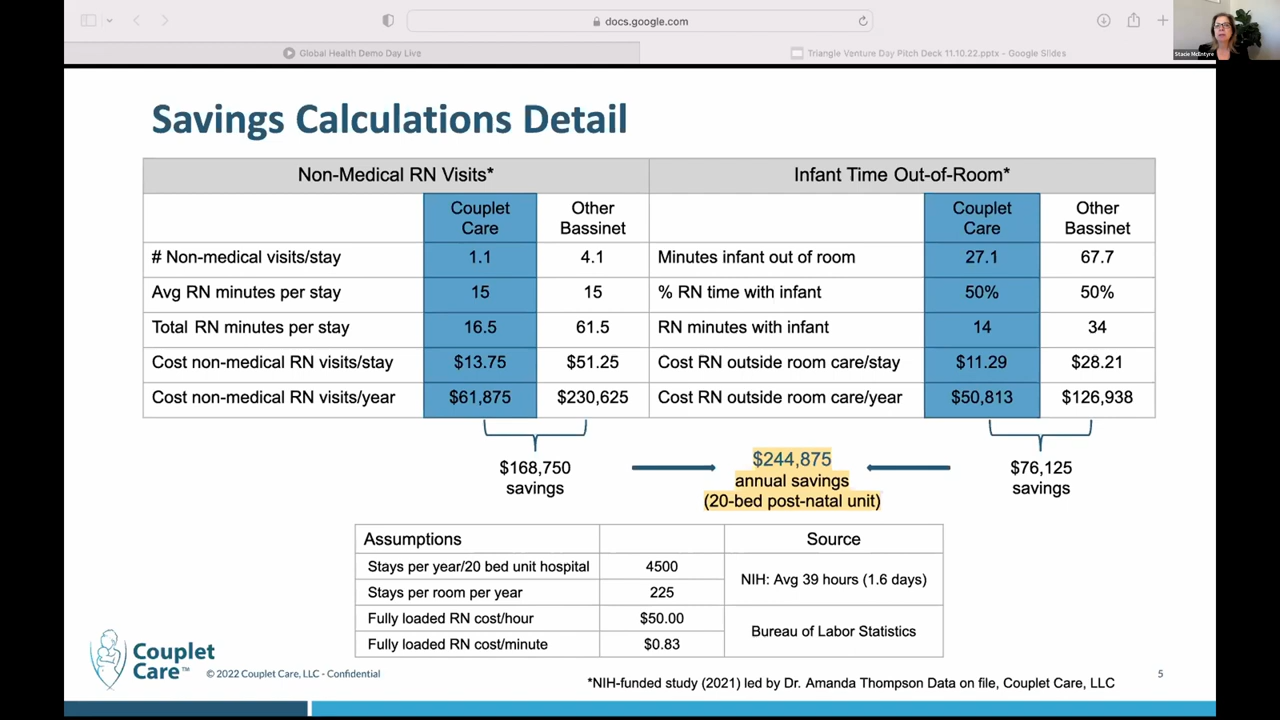 docs.google.com
Global Health Demo Day Live
Triangle Venture Day Pitch Deck 11.10.22.pptx - Google Slides
Stacie McEntyre
Savings Calculations Detail
Non-Medical RN Visits*
Infant Time Out-of-Room*
Couplet
Care
Other
Bassinet
Couplet
Care
Other
Bassinet
# Non-medical visits/stay 1.1 4.1 Minutes infant out of room 27.1 67.7
Avg RN minutes per stay 15 15 % RN time with infant 50% 50%
Total RN minutes per stay 16.5 61.5 RN minutes with infant 14 34
Cost non-medical RN visits/stay $13.75 $51.25 Cost RN outside room care/stay $11.29 $28.21
Cost non-medical RN visits/year $61,875 $230,625 Cost RN outside room care/year $50,813 $126,938
$168,750
savings
$244,875
annual savings
(20-bed post-natal unit)
$76,125
savings
Assumptions Source
Stays per year/20 bed unit hospital 4500
NIH: Avg 39 hours (1.6 days)
Stays per room per year 225
Fully loaded RN cost/hour $50.00
Bureau of Labor Statistics
Fully loaded RN cost/minute $0.83
Couplet
Care™
© 2022 Couplet Care, LLC - Confidential
5
*NIH-funded study (2021) led by Dr. Amanda Thompson Data on file, Couplet Care, LLC